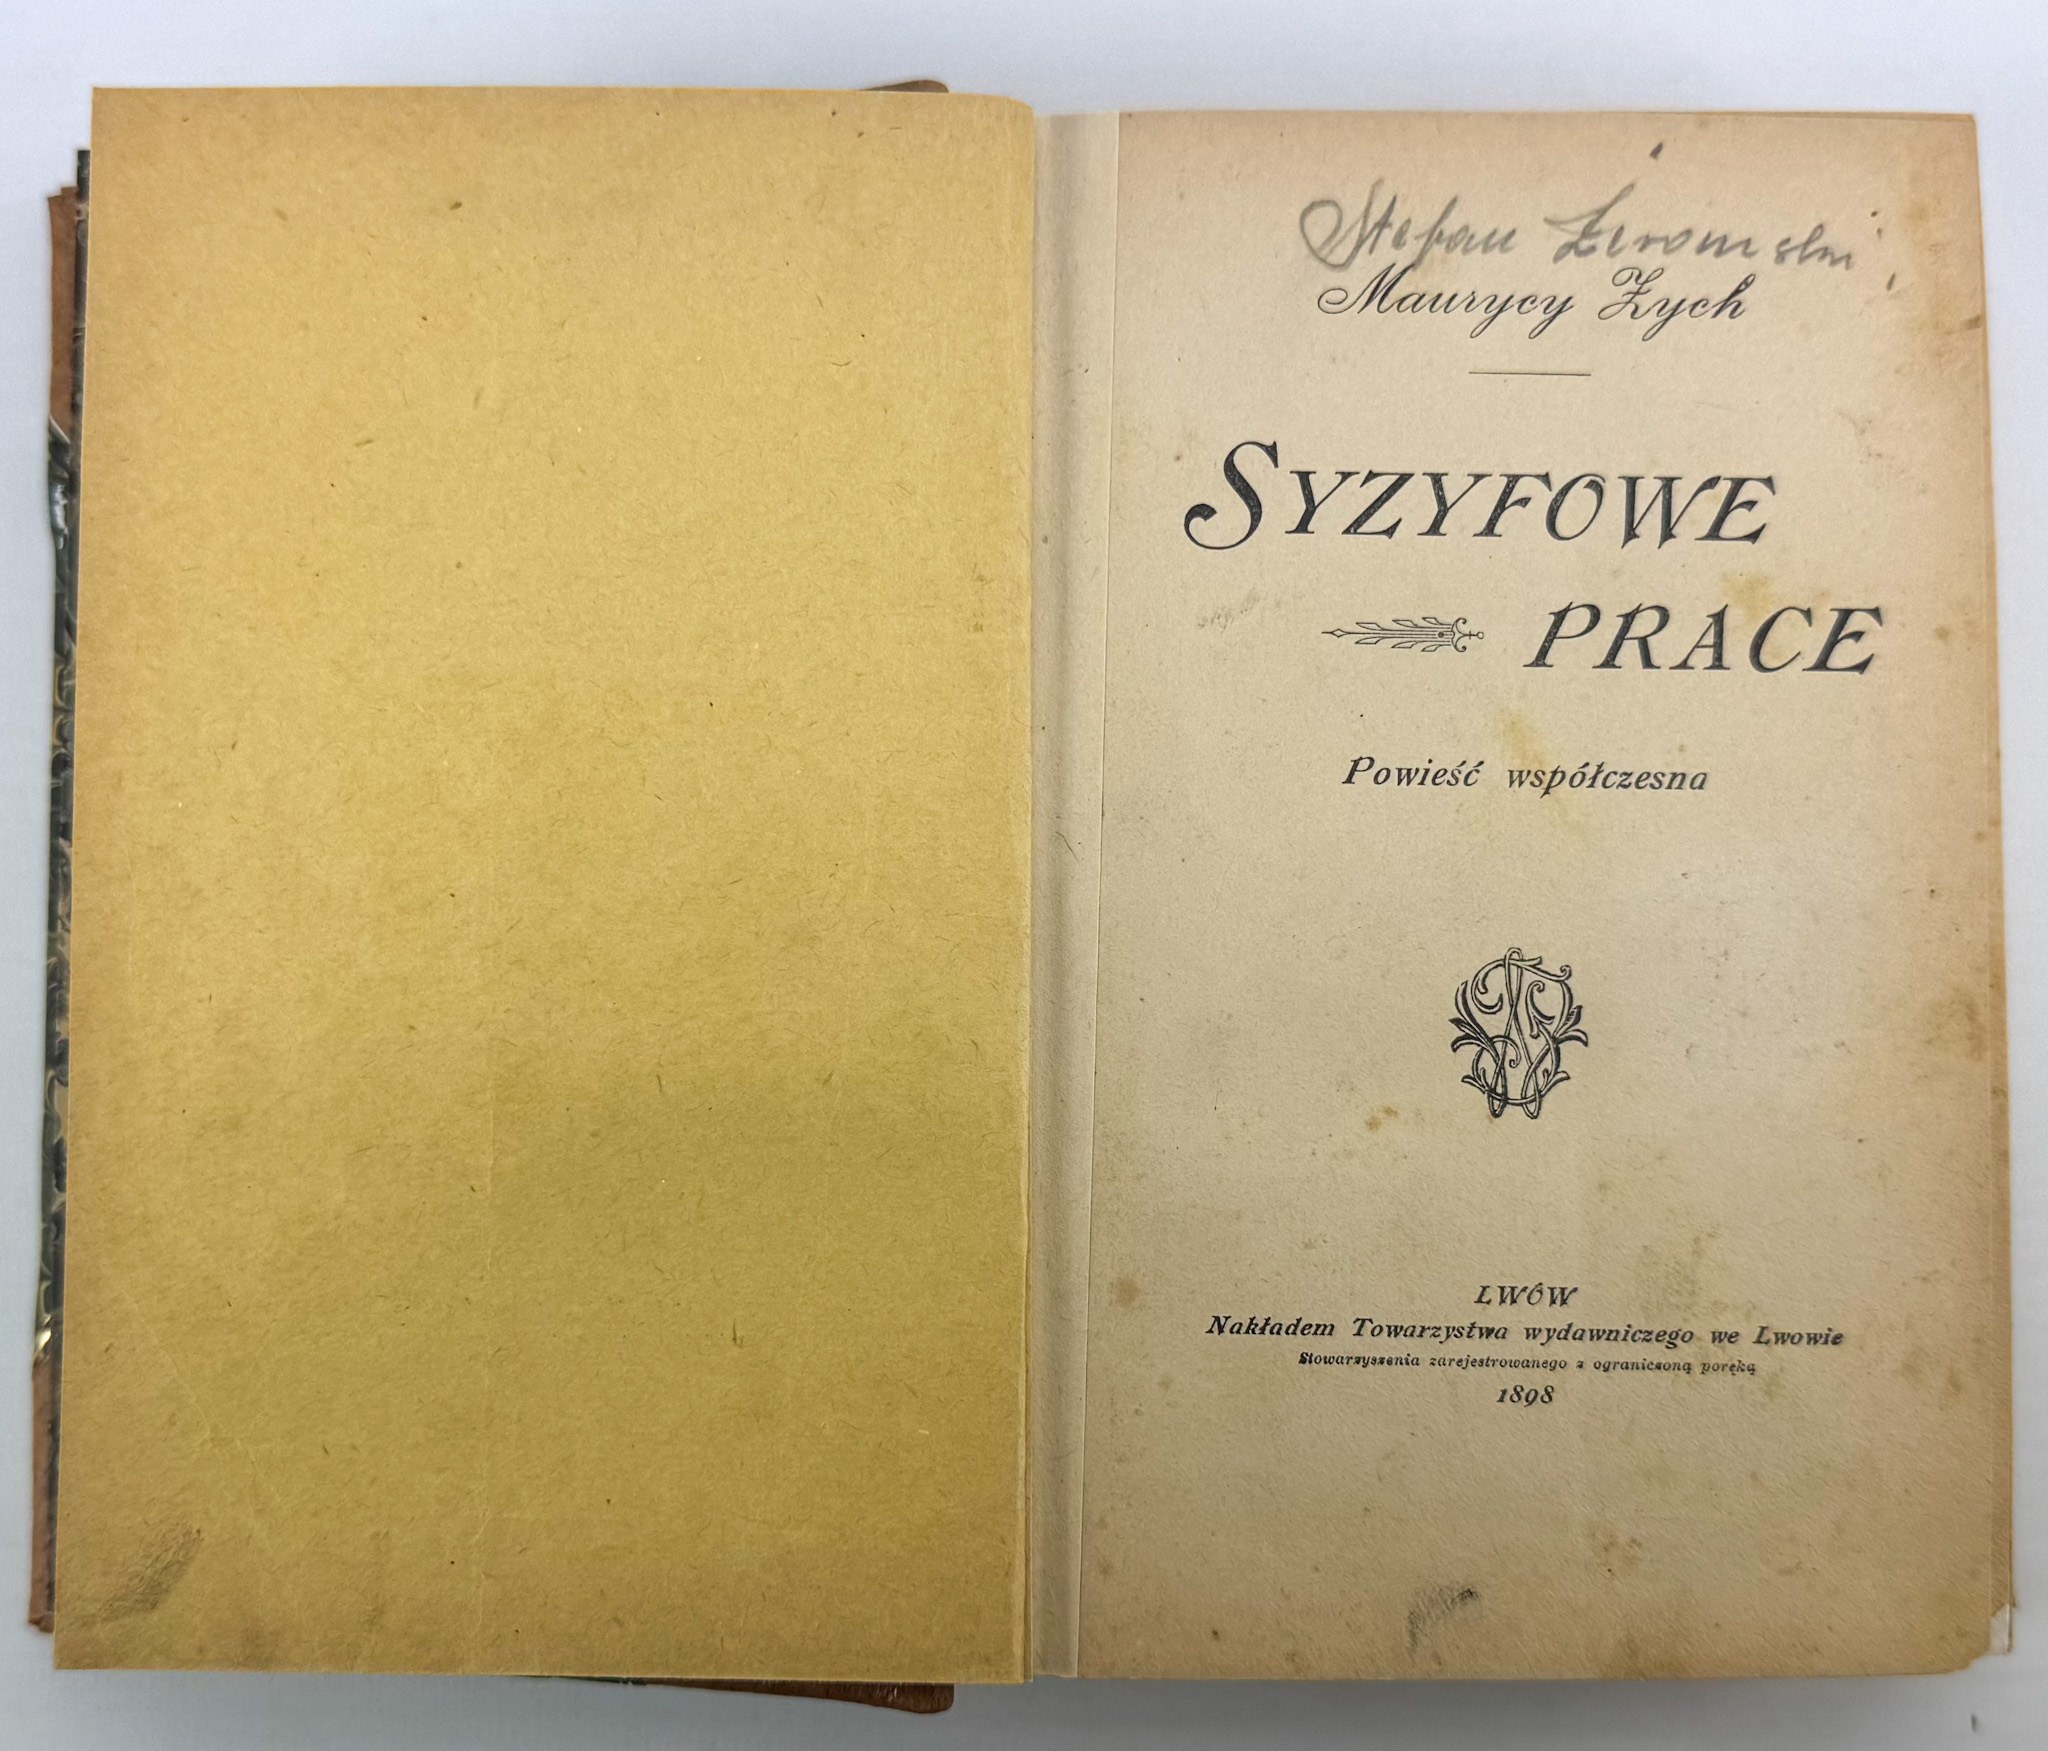 Stefan Żeromski
Maurycy Zych
SYZYFOWE
PRACE
Powieść współczesna
LWÓW
Nakładem Towarzystwa wydawniczego we Lwowie
Stowarzyszenia zarejestrowanego z ograniczoną poręką
1898